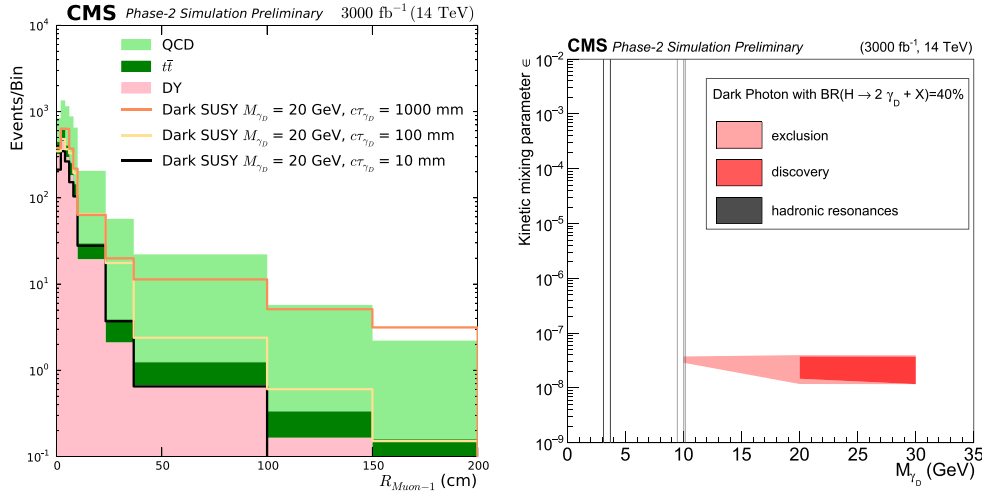 CMS Phase-2 Simulation Preliminary 3000 fb⁻¹ (14 TeV)
10⁴
10³
10²
10¹
10⁰
10⁻¹
Events/Bin
QCD
tt̄
DY
Dark SUSY M_γD = 20 GeV, cτ_γD = 1000 mm
Dark SUSY M_γD = 20 GeV, cτ_γD = 100 mm
Dark SUSY M_γD = 20 GeV, cτ_γD = 10 mm
0 50 100 150 200
R_Muon−1 (cm)
CMS Phase-2 Simulation Preliminary (3000 fb⁻¹, 14 TeV)
Kinetic mixing parameter ϵ
10⁻²
10⁻³
10⁻⁴
10⁻⁵
10⁻⁶
10⁻⁷
10⁻⁸
10⁻⁹
Dark Photon with BR(H → 2 γ_D + X)=40%
exclusion
discovery
hadronic resonances
0 5 10 15 20 25 30 35
M_γD (GeV)